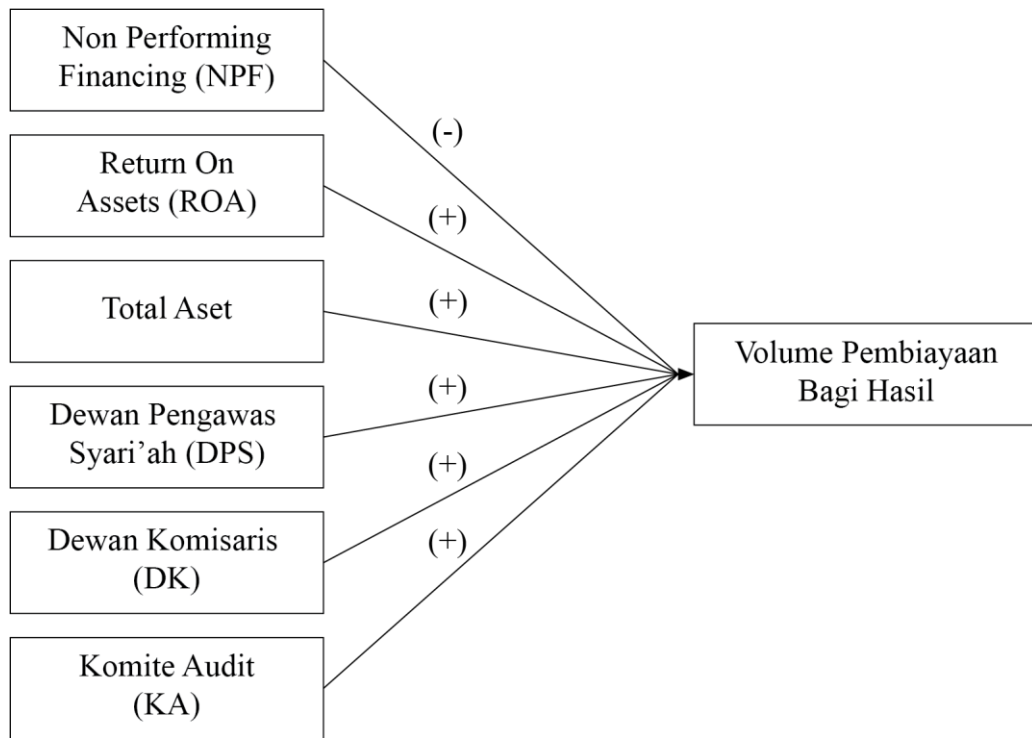 Non Performing
Financing (NPF)
(-)
Return On
Assets (ROA)
(+)
Total Aset
(+)
Volume Pembiayaan
Bagi Hasil
Dewan Pengawas
Syari’ah (DPS)
(+)
Dewan Komisaris
(DK)
(+)
Komite Audit
(KA)
(+)